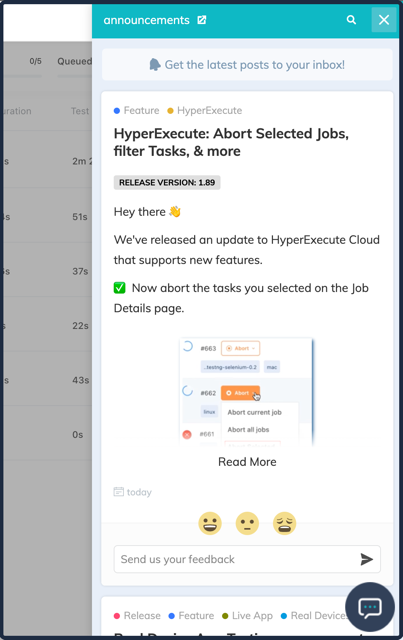 announcements
0/5 Queued
Get the latest posts to your inbox!
uration Test
Feature HyperExecute
HyperExecute: Abort Selected Jobs,
filter Tasks, & more
RELEASE VERSION: 1.89
2m 2
Hey there 👋
51s
We've released an update to HyperExecute Cloud
that supports new features.
37s
✅ Now abort the tasks you selected on the Job
Details page.
22s
#663 Abort
..testng-selenium-0.2 mac
43s
#662 Abort
linux Abort current job
Abort all jobs
#661
0s
Read More
today
Send us your feedback
Release Feature Live App Real Devices